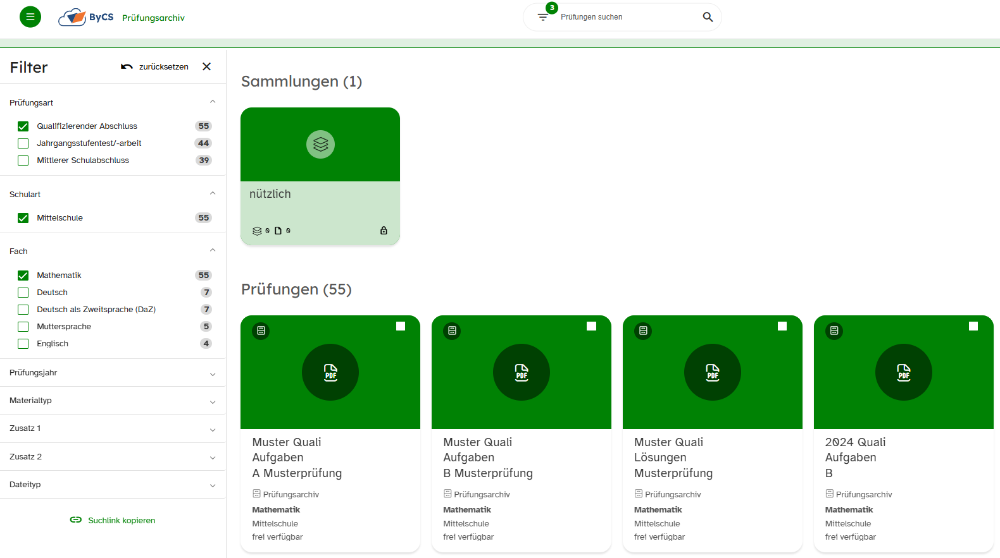 ByCS Prüfungsarchiv
3
Prüfungen suchen
Filter
zurücksetzen
Prüfungsart
Qualifizierender Abschluss 55
Jahrgangsstufentest/-arbeit 44
Mittlerer Schulabschluss 39
Schulart
Mittelschule 55
Fach
Mathematik 55
Deutsch 7
Deutsch als Zweitsprache (DaZ) 7
Muttersprache 5
Englisch 4
Prüfungsjahr
Materialtyp
Zusatz 1
Zusatz 2
Dateityp
Suchlink kopieren
Sammlungen (1)
nützlich
0 0
Prüfungen (55)
PDF
Muster Quali
Aufgaben
A Musterprüfung
Prüfungsarchiv
Mathematik
Mittelschule
frei verfügbar
PDF
Muster Quali
Aufgaben
B Musterprüfung
Prüfungsarchiv
Mathematik
Mittelschule
frei verfügbar
PDF
Muster Quali
Lösungen
Musterprüfung
Prüfungsarchiv
Mathematik
Mittelschule
frei verfügbar
PDF
2024 Quali
Aufgaben
B
Prüfungsarchiv
Mathematik
Mittelschule
frei verfügbar